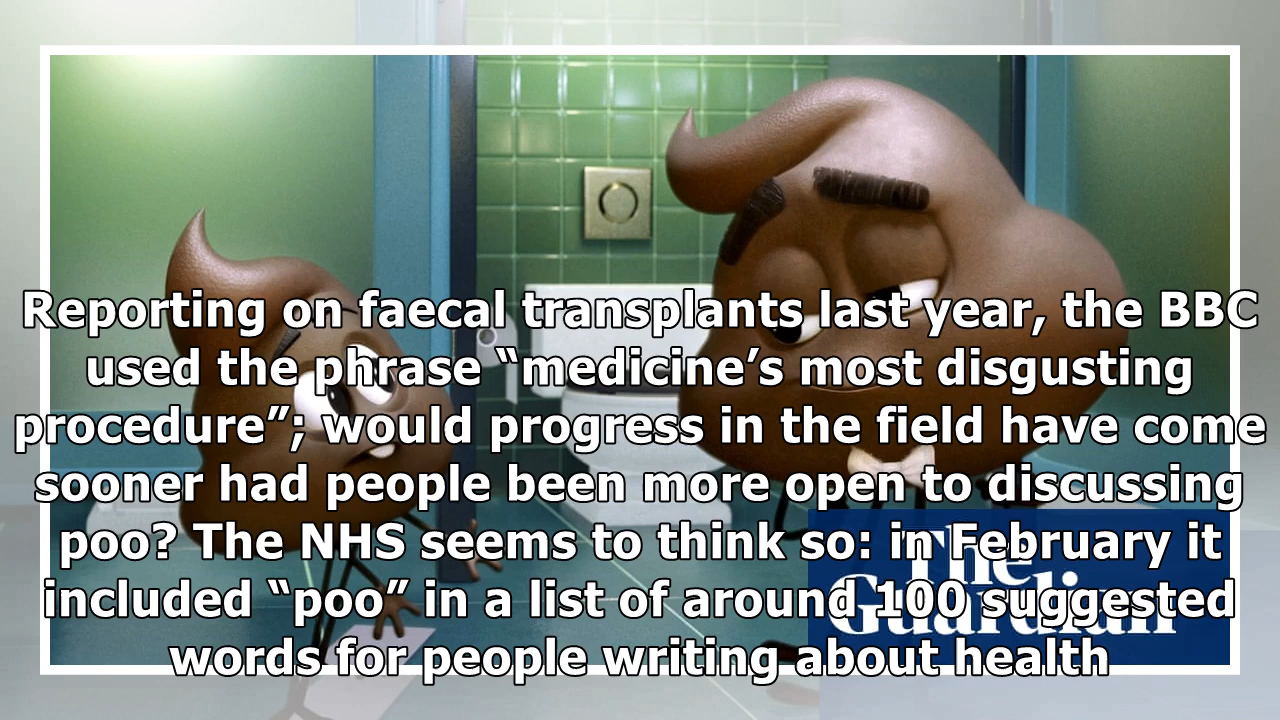 Reporting on faecal transplants last year, the BBC
used the phrase “medicine’s most disgusting
procedure”; would progress in the field have come
sooner had people been more open to discussing
poo? The NHS seems to think so: in February it
included “poo” in a list of around 100 suggested
words for people writing about health
The
Guardian